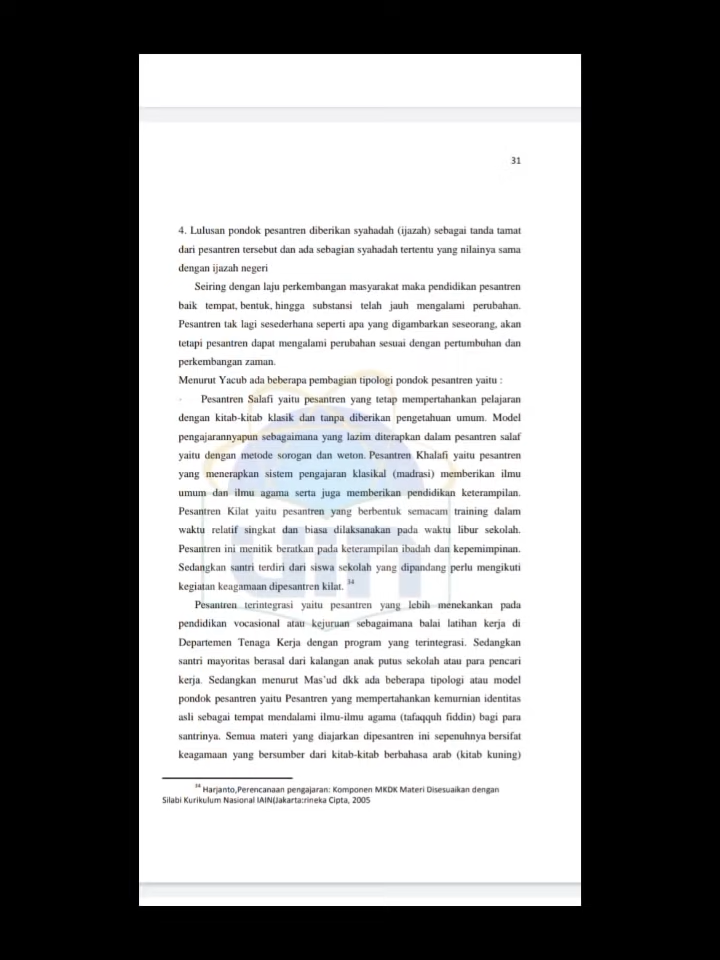 31
4. Lulusan pondok pesantren diberikan syahadah (ijazah) sebagai tanda tamat
dari pesantren tersebut dan ada sebagian syahadah tertentu yang nilainya sama
dengan ijazah negeri
Seiring dengan laju perkembangan masyarakat maka pendidikan pesantren
baik tempat, bentuk, hingga substansi telah jauh mengalami perubahan.
Pesantren tak lagi sesederhana seperti apa yang digambarkan seseorang, akan
tetapi pesantren dapat mengalami perubahan sesuai dengan pertumbuhan dan
perkembangan zaman.
Menurut Yacub ada beberapa pembagian tipologi pondok pesantren yaitu :
· Pesantren Salafi yaitu pesantren yang tetap mempertahankan pelajaran
dengan kitab-kitab klasik dan tanpa diberikan pengetahuan umum. Model
pengajarannyapun sebagaimana yang lazim diterapkan dalam pesantren salaf
yaitu dengan metode sorogan dan weton. Pesantren Khalafi yaitu pesantren
yang menerapkan sistem pengajaran klasikal (madrasi) memberikan ilmu
umum dan ilmu agama serta juga memberikan pendidikan keterampilan.
Pesantren Kilat yaitu pesantren yang berbentuk semacam training dalam
waktu relatif singkat dan biasa dilaksanakan pada waktu libur sekolah.
Pesantren ini menitik beratkan pada keterampilan ibadah dan kepemimpinan.
Sedangkan santri terdiri dari siswa sekolah yang dipandang perlu mengikuti
kegiatan keagamaan dipesantren kilat. 34
Pesantren terintegrasi yaitu pesantren yang lebih menekankan pada
pendidikan vocasional atau kejuruan sebagaimana balai latihan kerja di
Departemen Tenaga Kerja dengan program yang terintegrasi. Sedangkan
santri mayoritas berasal dari kalangan anak putus sekolah atau para pencari
kerja. Sedangkan menurut Mas'ud dkk ada beberapa tipologi atau model
pondok pesantren yaitu Pesantren yang mempertahankan kemurnian identitas
asli sebagai tempat mendalami ilmu-ilmu agama (tafaqquh fiddin) bagi para
santrinya. Semua materi yang diajarkan dipesantren ini sepenuhnya bersifat
keagamaan yang bersumber dari kitab-kitab berbahasa arab (kitab kuning)
34 Harjanto,Perencanaan pengajaran: Komponen MKDK Materi Disesuaikan dengan
Silabi Kurikulum Nasional IAIN(Jakarta:rineka Cipta, 2005
uin